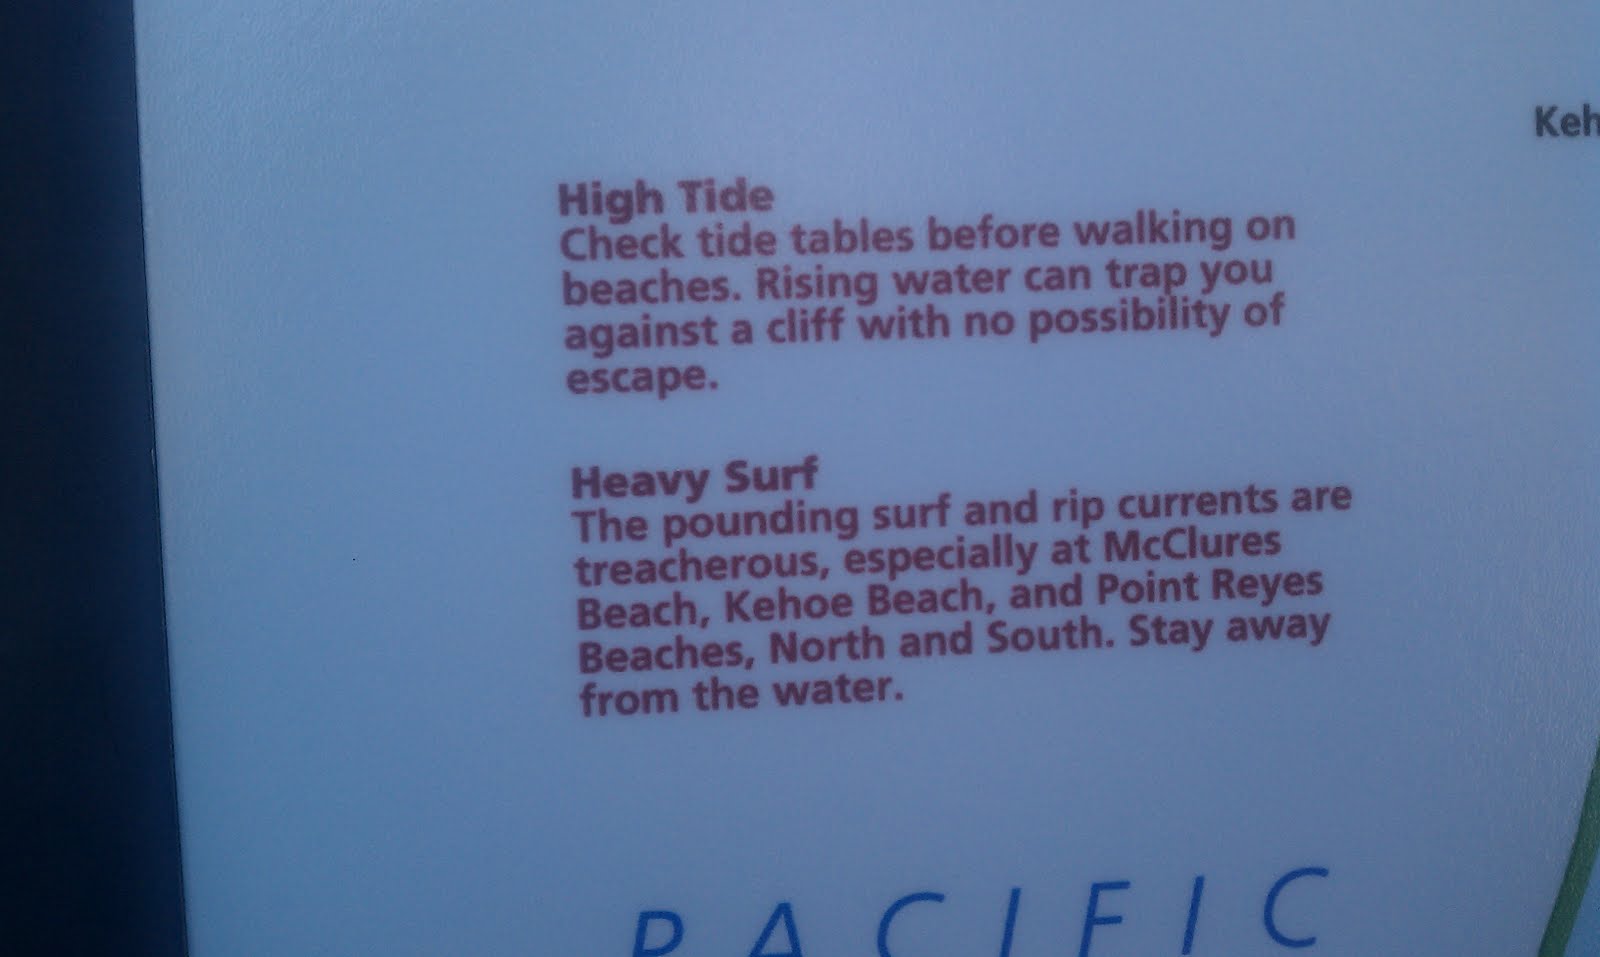 Keh
High Tide
Check tide tables before walking on
beaches. Rising water can trap you
against a cliff with no possibility of
escape.
Heavy Surf
The pounding surf and rip currents are
treacherous, especially at McClures
Beach, Kehoe Beach, and Point Reyes
Beaches, North and South. Stay away
from the water.
PACIFIC